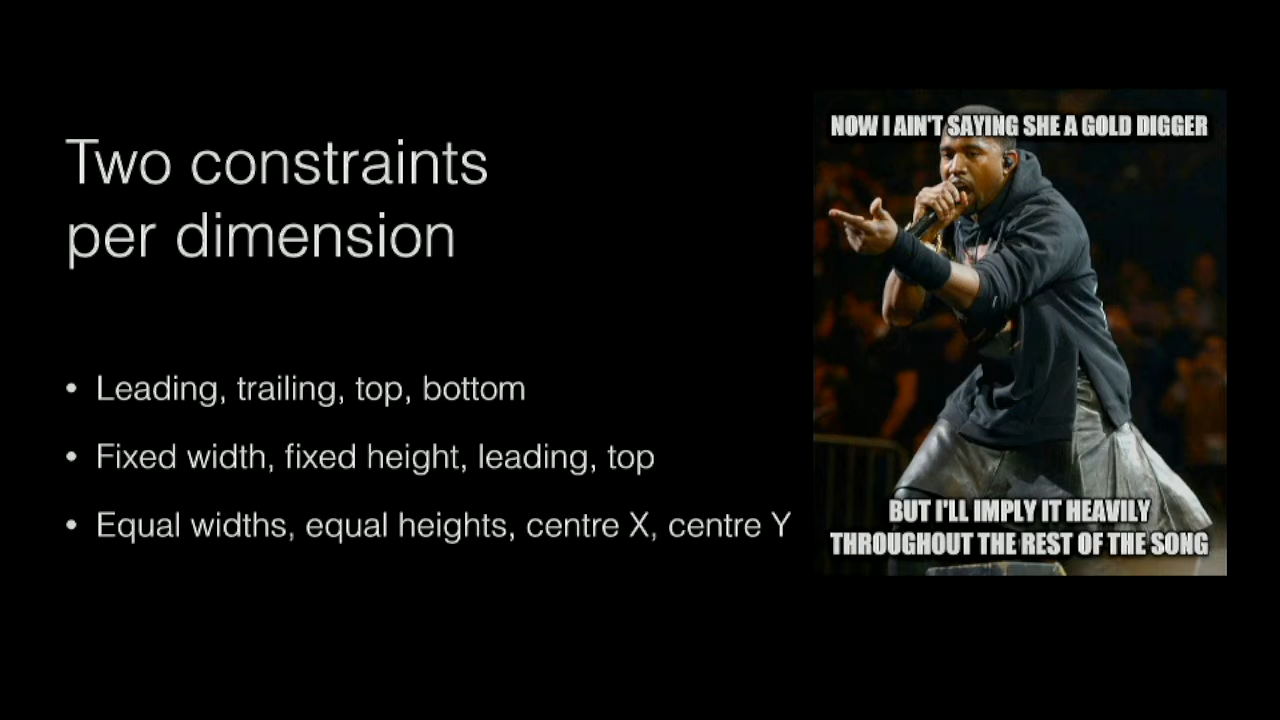 Two constraints
per dimension
• Leading, trailing, top, bottom
• Fixed width, fixed height, leading, top
• Equal widths, equal heights, centre X, centre Y
NOW I AIN'T SAYING SHE A GOLD DIGGER
BUT I'LL IMPLY IT HEAVILY
THROUGHOUT THE REST OF THE SONG